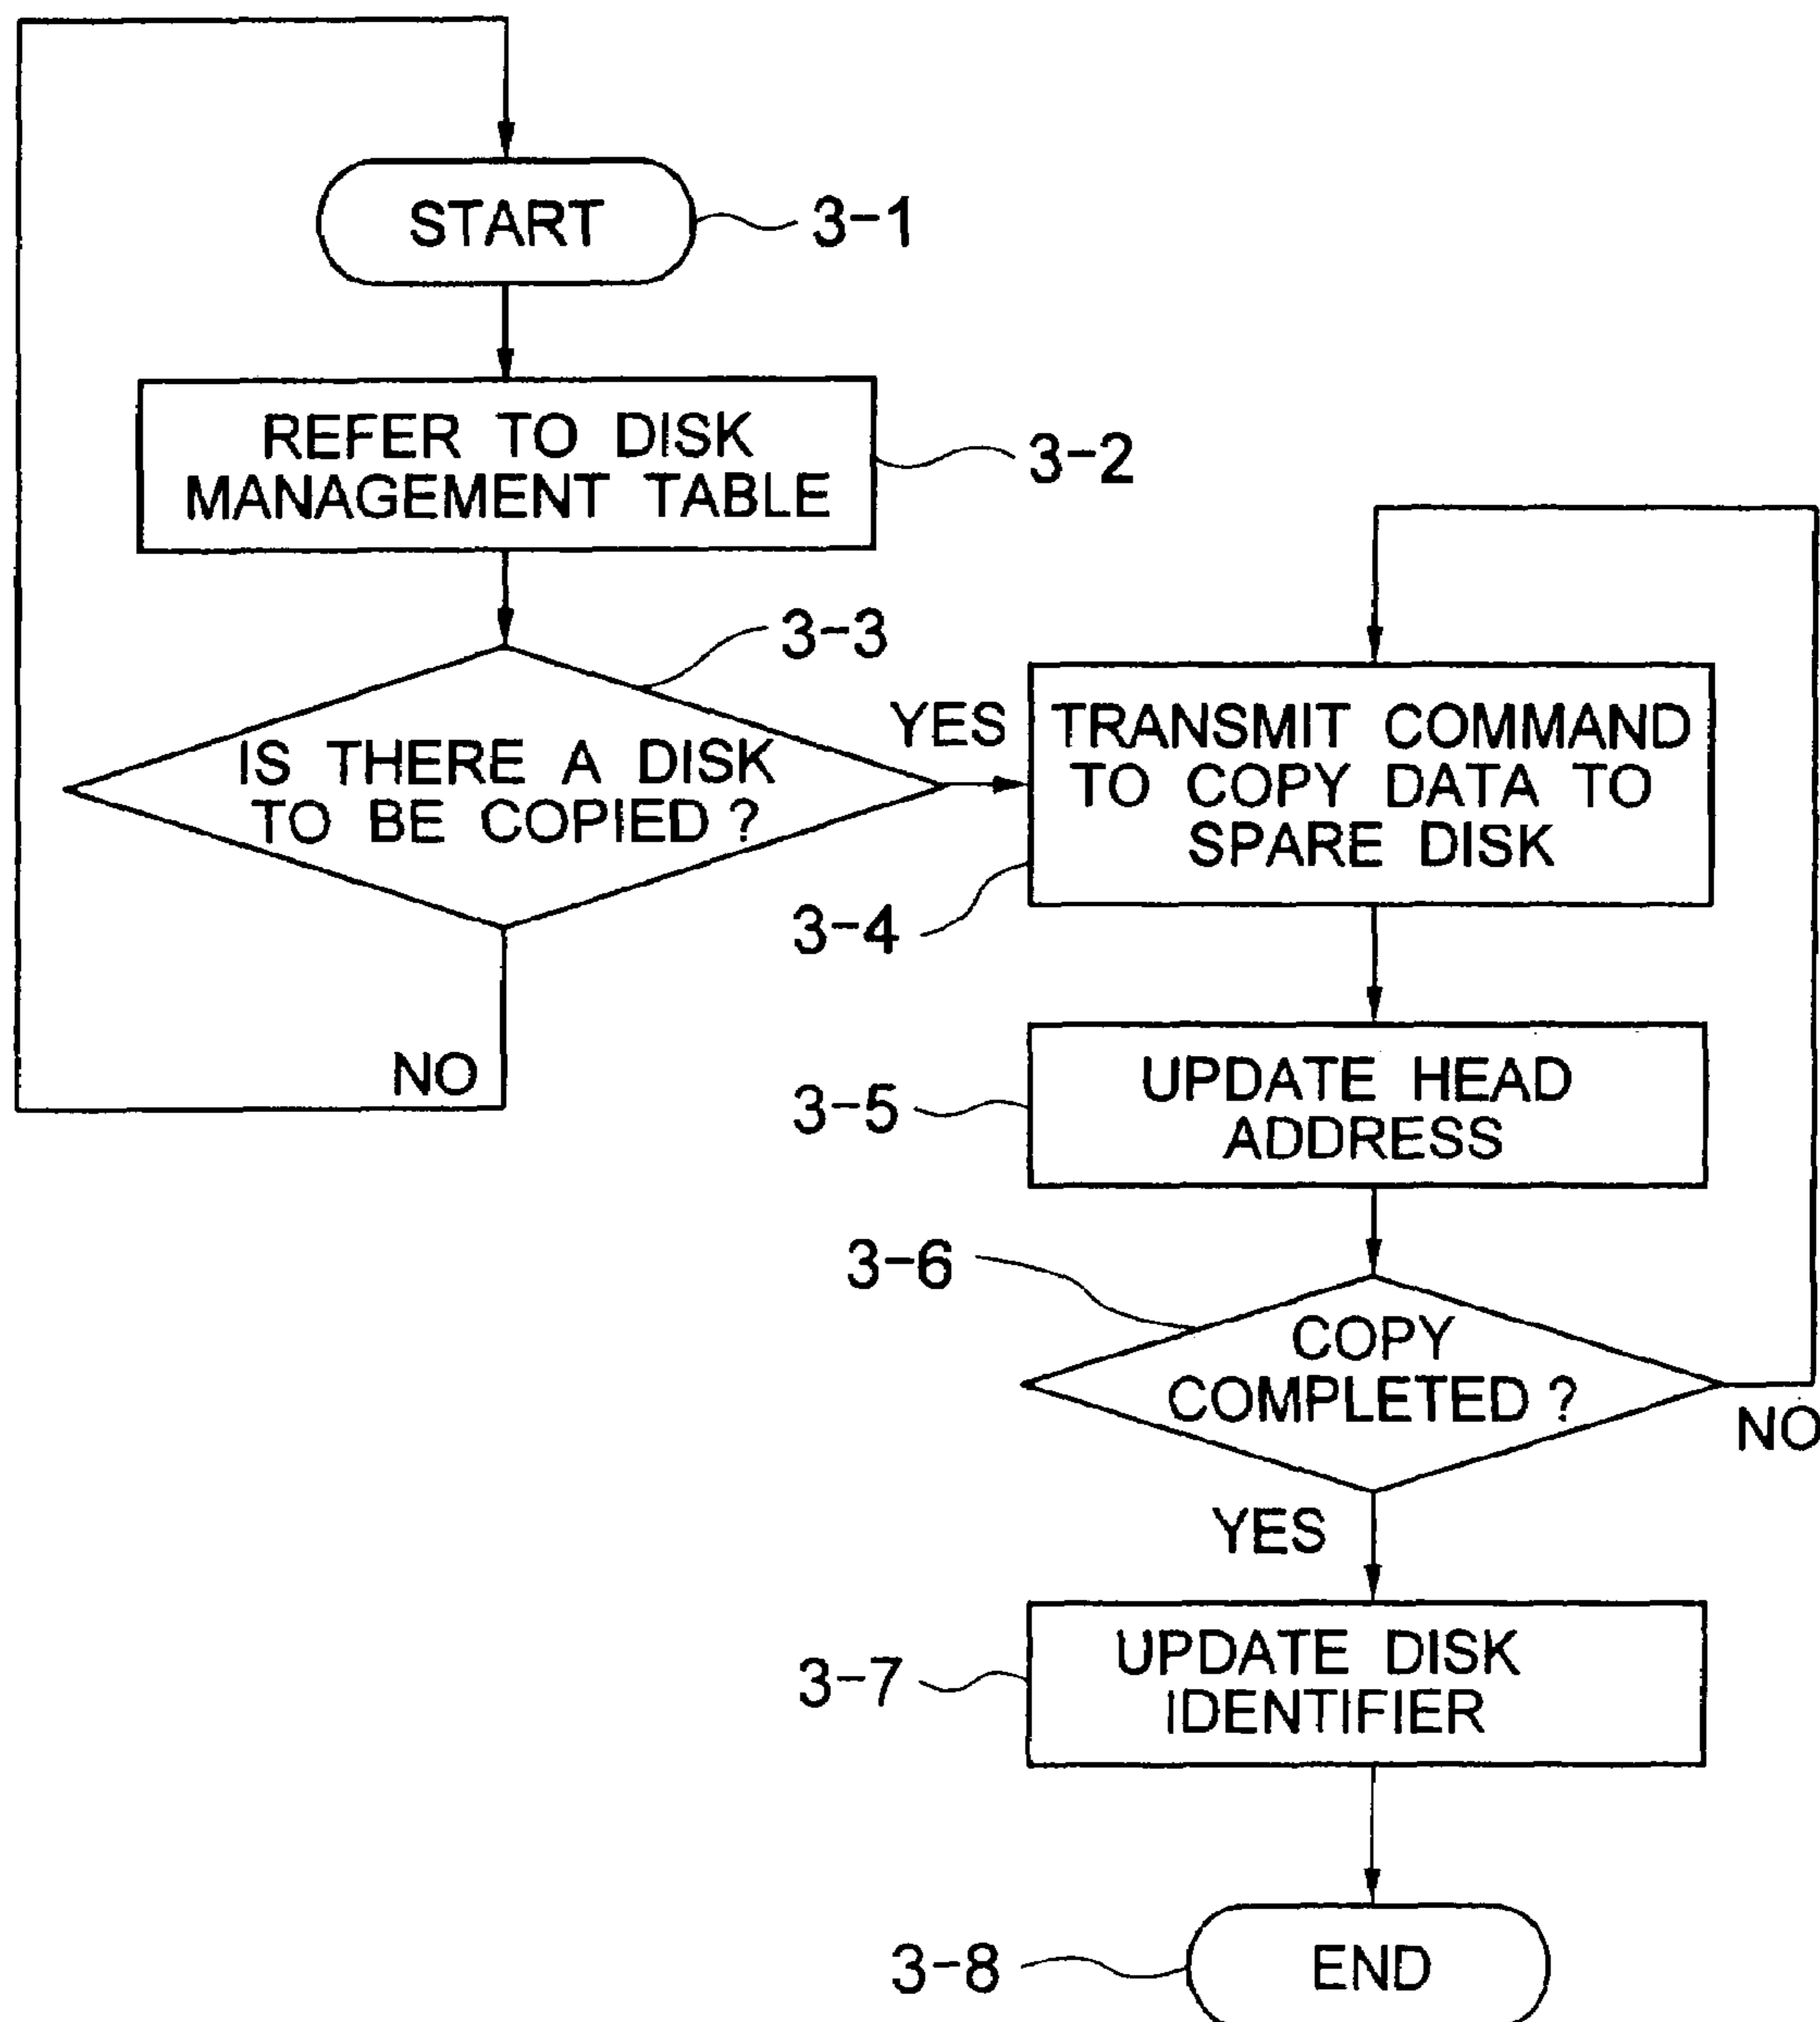 START
3-1
REFER TO DISK
MANAGEMENT TABLE
3-2
3-3
IS THERE A DISK
TO BE COPIED ?
YES
NO
TRANSMIT COMMAND
TO COPY DATA TO
SPARE DISK
3-4
UPDATE HEAD
ADDRESS
3-5
3-6
COPY
COMPLETED ?
NO
YES
UPDATE DISK
IDENTIFIER
3-7
3-8
END